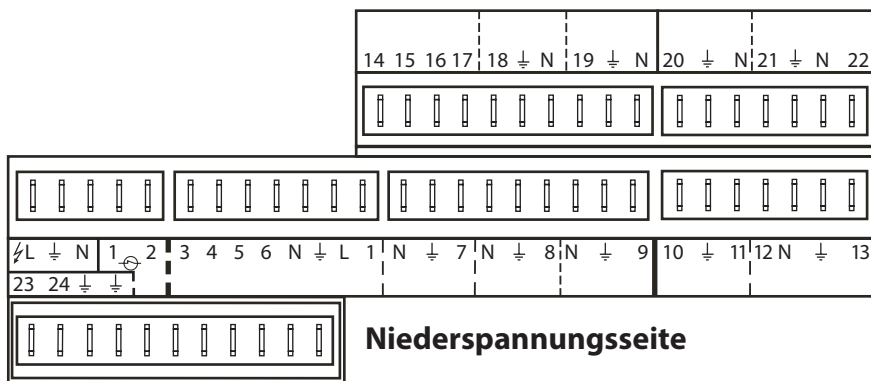 14 15 16 17 18 ⏚ N 19 ⏚ N 20 ⏚ N 21 ⏚ N 22
L ⏚ N 1 2 3 4 5 6 N ⏚ L 1 N ⏚ 7 N ⏚ 8 N ⏚ 9 10 ⏚ 11 12 N ⏚ 13
23 24 ⏚ ⏚
Niederspannungsseite